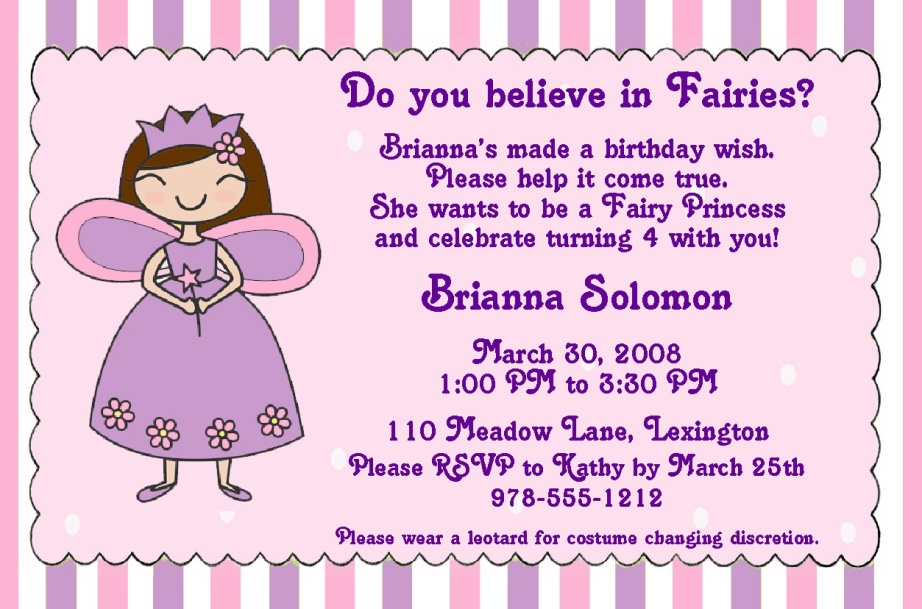 Do you believe in Fairies?
Brianna's made a birthday wish.
Please help it come true.
She wants to be a Fairy Princess
and celebrate turning 4 with you!
Brianna Solomon
March 30, 2008
1:00 PM to 3:30 PM
110 Meadow Lane, Lexington
Please RSVP to Kathy by March 25th
978-555-1212
Please wear a leotard for costume changing discretion.